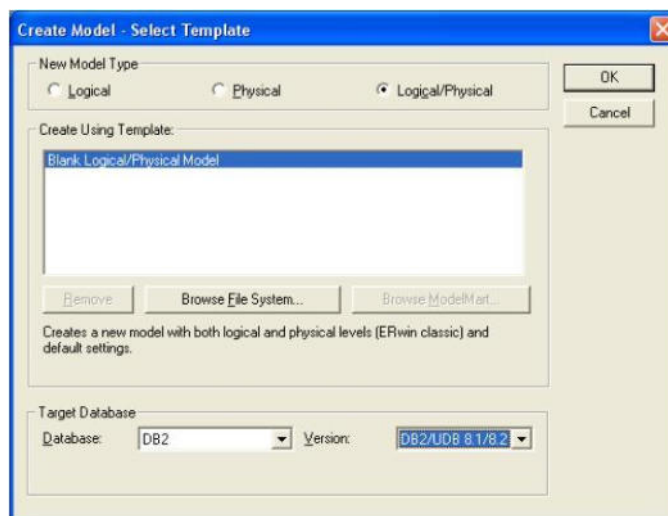 Create Model - Select Template
New Model Type
Logical
Physical
Logical/Physical
OK
Cancel
Create Using Template:
Blank Logical/Physical Model
Remove
Browse File System...
Browse ModelMart...
Creates a new model with both logical and physical levels (ERwin classic) and
default settings.
Target Database
Database:
DB2
Version:
DB2/UDB 8.1/8.2